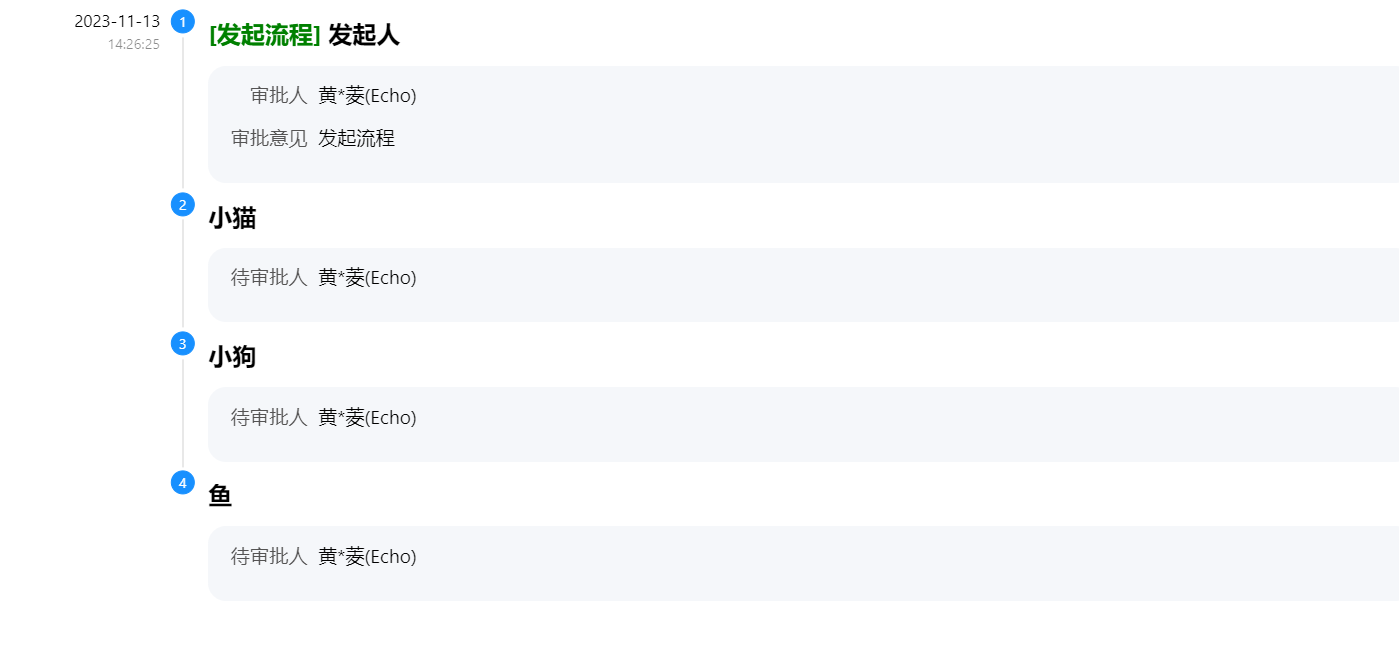 2023-11-13
14:26:25
1
[发起流程] 发起人
审批人 黄*菱(Echo)
审批意见 发起流程
2
小猫
待审批人 黄*菱(Echo)
3
小狗
待审批人 黄*菱(Echo)
4
鱼
待审批人 黄*菱(Echo)